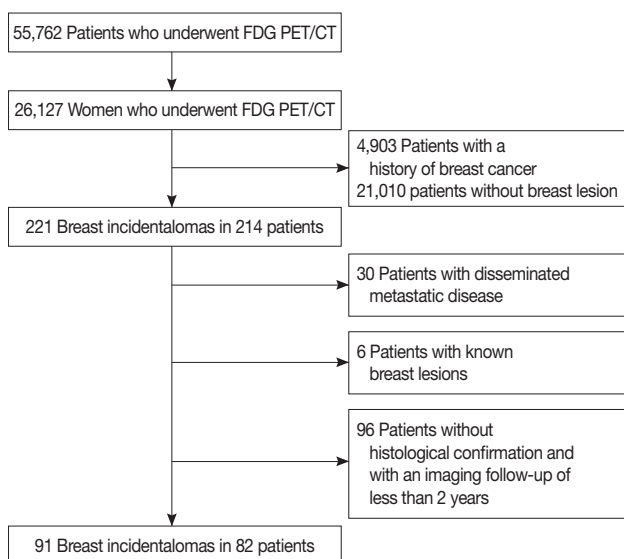 55,762 Patients who underwent FDG PET/CT
26,127 Women who underwent FDG PET/CT
4,903 Patients with a
history of breast cancer
21,010 patients without breast lesion
221 Breast incidentalomas in 214 patients
30 Patients with disseminated
metastatic disease
6 Patients with known
breast lesions
96 Patients without
histological confirmation and
with an imaging follow-up of
less than 2 years
91 Breast incidentalomas in 82 patients